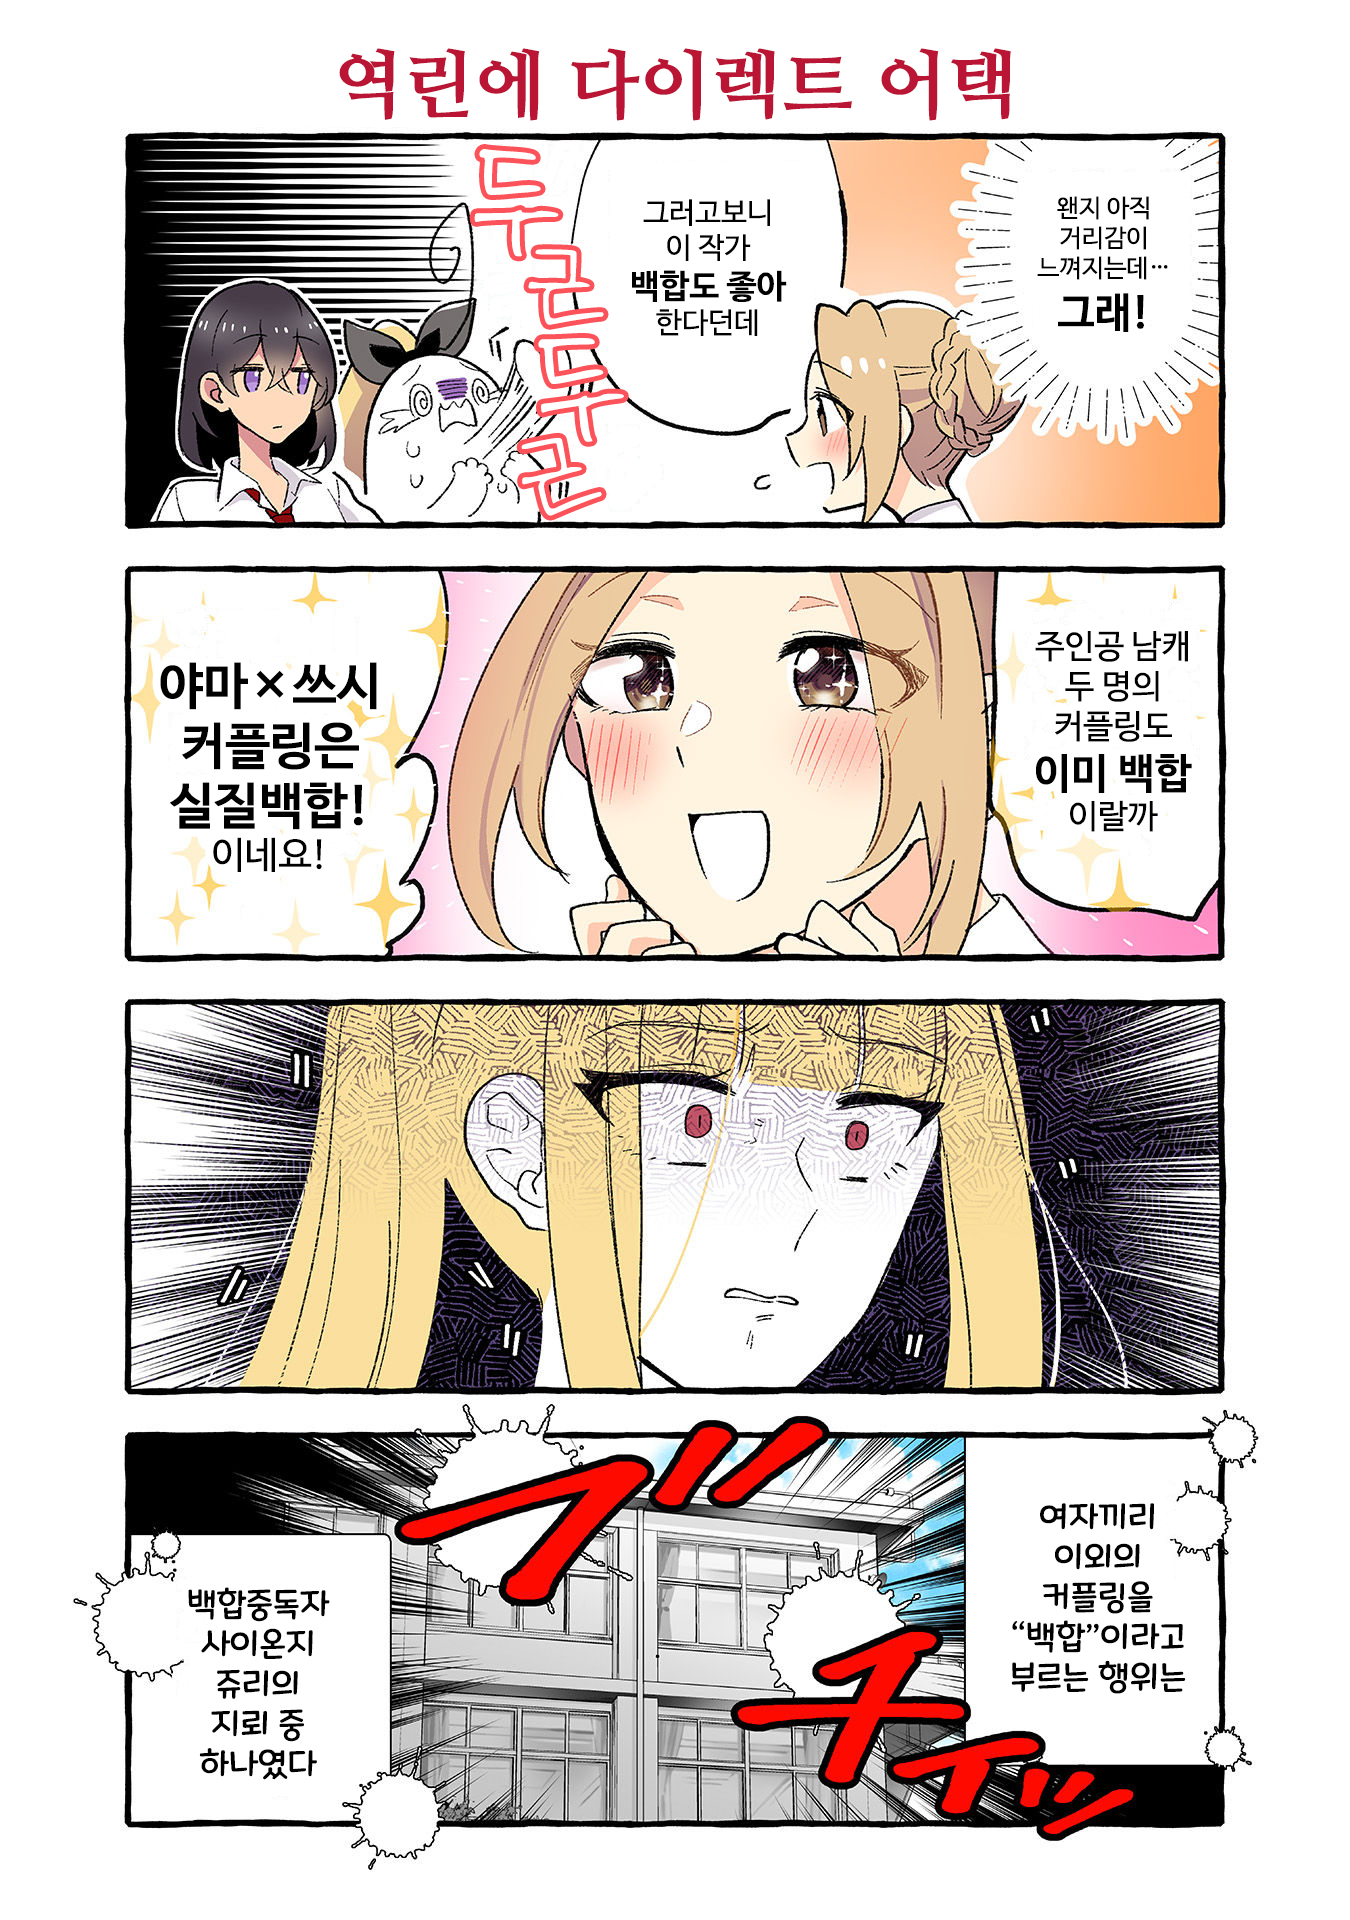 역린에 다이렉트 어택
왠지 아직
거리감이
느껴지는데…
그래!
그러고보니
이 작가
백합도 좋아
한다던데
두근두근
주인공 남캐
두 명의
커플링도
이미 백합
이랄까
야마×쓰시
커플링은
실질백합!
이네요!
여자끼리
이외의
커플링을
“백합”이라고
부르는 행위는
ブチィッ
백합중독자
사이온지
쥬리의
지뢰 중
하나였다